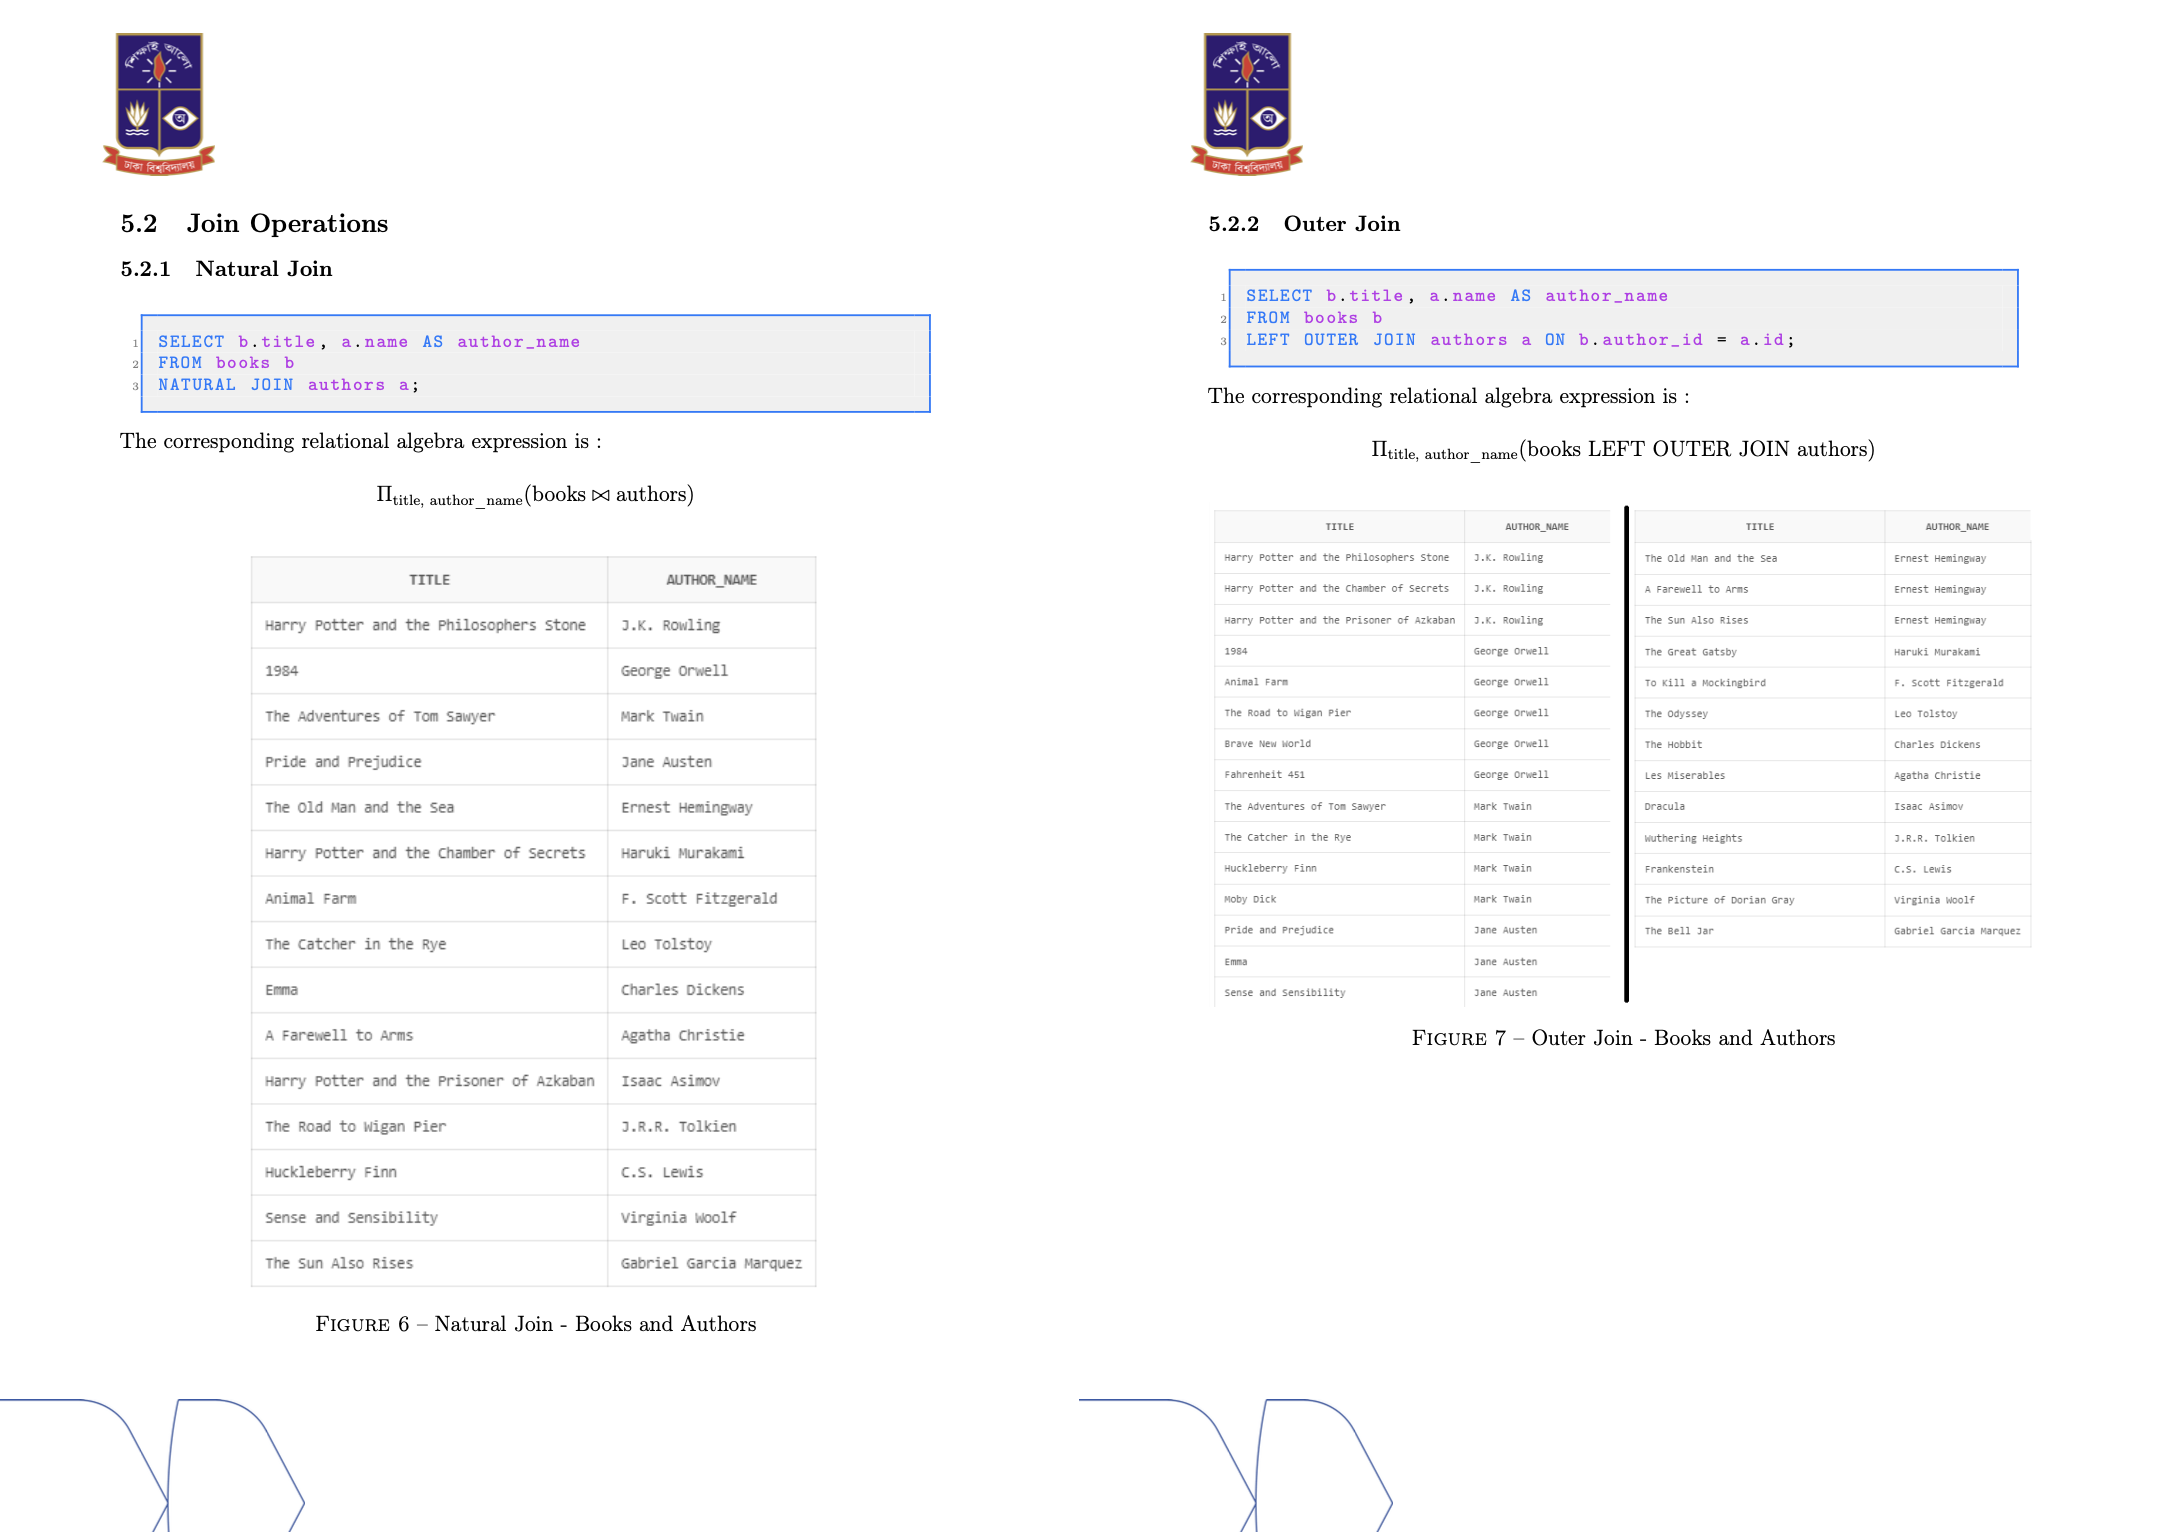 শিক্ষাই আলো
অ
ঢাকা বিশ্ববিদ্যালয়
5.2 Join Operations
5.2.1 Natural Join
1 SELECT b.title, a.name AS author_name
2 FROM books b
3 NATURAL JOIN authors a;
The corresponding relational algebra expression is :
Πtitle, author_name(books ⋈ authors)
TITLE AUTHOR_NAME
Harry Potter and the Philosophers Stone J.K. Rowling
1984 George Orwell
The Adventures of Tom Sawyer Mark Twain
Pride and Prejudice Jane Austen
The Old Man and the Sea Ernest Hemingway
Harry Potter and the Chamber of Secrets Haruki Murakami
Animal Farm F. Scott Fitzgerald
The Catcher in the Rye Leo Tolstoy
Emma Charles Dickens
A Farewell to Arms Agatha Christie
Harry Potter and the Prisoner of Azkaban Isaac Asimov
The Road to Wigan Pier J.R.R. Tolkien
Huckleberry Finn C.S. Lewis
Sense and Sensibility Virginia Woolf
The Sun Also Rises Gabriel Garcia Marquez
FIGURE 6 – Natural Join - Books and Authors
শিক্ষাই আলো
অ
ঢাকা বিশ্ববিদ্যালয়
5.2.2 Outer Join
1 SELECT b.title, a.name AS author_name
2 FROM books b
3 LEFT OUTER JOIN authors a ON b.author_id = a.id;
The corresponding relational algebra expression is :
Πtitle, author_name(books LEFT OUTER JOIN authors)
TITLE AUTHOR_NAME
Harry Potter and the Philosophers Stone J.K. Rowling
Harry Potter and the Chamber of Secrets J.K. Rowling
Harry Potter and the Prisoner of Azkaban J.K. Rowling
1984 George Orwell
Animal Farm George Orwell
The Road to Wigan Pier George Orwell
Brave New World George Orwell
Fahrenheit 451 George Orwell
The Adventures of Tom Sawyer Mark Twain
The Catcher in the Rye Mark Twain
Huckleberry Finn Mark Twain
Moby Dick Mark Twain
Pride and Prejudice Jane Austen
Emma Jane Austen
Sense and Sensibility Jane Austen
TITLE AUTHOR_NAME
The Old Man and the Sea Ernest Hemingway
A Farewell to Arms Ernest Hemingway
The Sun Also Rises Ernest Hemingway
The Great Gatsby Haruki Murakami
To Kill a Mockingbird F. Scott Fitzgerald
The Odyssey Leo Tolstoy
The Hobbit Charles Dickens
Les Miserables Agatha Christie
Dracula Isaac Asimov
Wuthering Heights J.R.R. Tolkien
Frankenstein C.S. Lewis
The Picture of Dorian Gray Virginia Woolf
The Bell Jar Gabriel Garcia Marquez
FIGURE 7 – Outer Join - Books and Authors